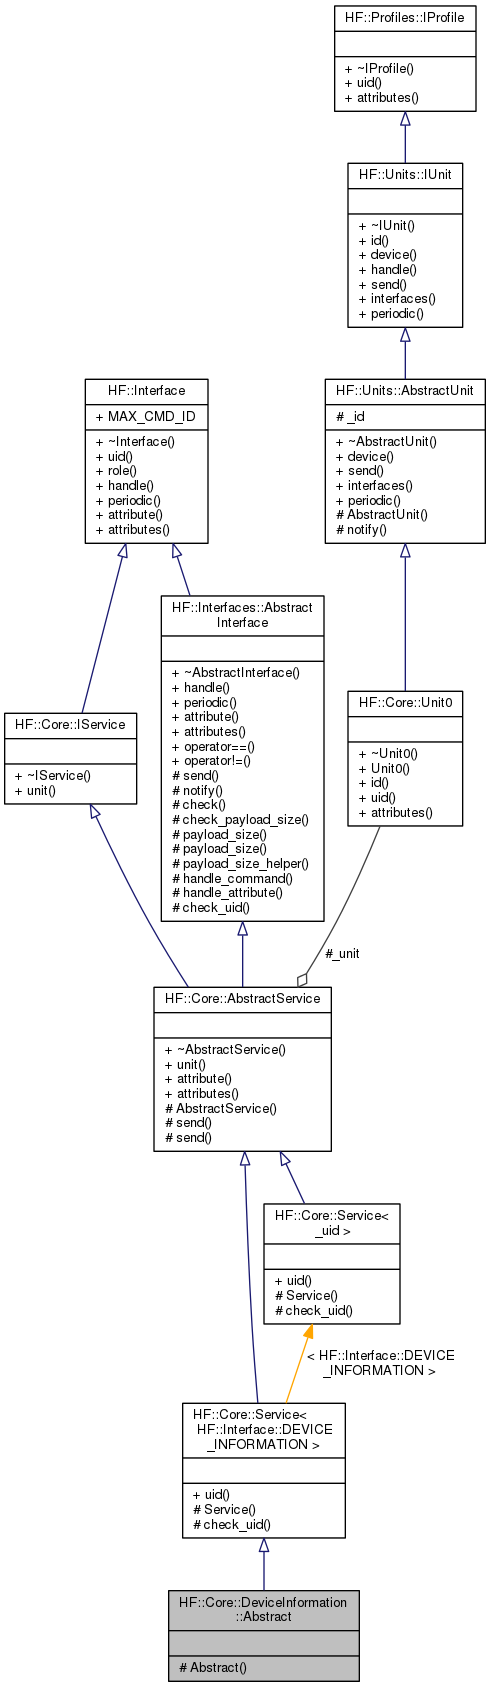 HF::Profiles::IProfile
+ ~IProfile()
+ uid()
+ attributes()
HF::Units::IUnit
+ ~IUnit()
+ id()
+ device()
+ handle()
+ send()
+ interfaces()
+ periodic()
HF::Interface
+ MAX_CMD_ID
+ ~Interface()
+ uid()
+ role()
+ handle()
+ periodic()
+ attribute()
+ attributes()
HF::Units::AbstractUnit
# _id
+ ~AbstractUnit()
+ device()
+ send()
+ interfaces()
+ periodic()
# AbstractUnit()
# notify()
HF::Interfaces::Abstract
Interface
+ ~AbstractInterface()
+ handle()
+ periodic()
+ attribute()
+ attributes()
+ operator==()
+ operator!=()
# send()
# notify()
# check()
# check_payload_size()
# payload_size()
# payload_size()
# payload_size_helper()
# handle_command()
# handle_attribute()
# check_uid()
HF::Core::IService
+ ~IService()
+ unit()
HF::Core::Unit0
+ ~Unit0()
+ Unit0()
+ id()
+ uid()
+ attributes()
#_unit
HF::Core::AbstractService
+ ~AbstractService()
+ unit()
+ attribute()
+ attributes()
# AbstractService()
# send()
# send()
HF::Core::Service<
_uid >
+ uid()
# Service()
# check_uid()
< HF::Interface::DEVICE
_INFORMATION >
HF::Core::Service<
HF::Interface::DEVICE
_INFORMATION >
+ uid()
# Service()
# check_uid()
HF::Core::DeviceInformation
::Abstract
# Abstract()